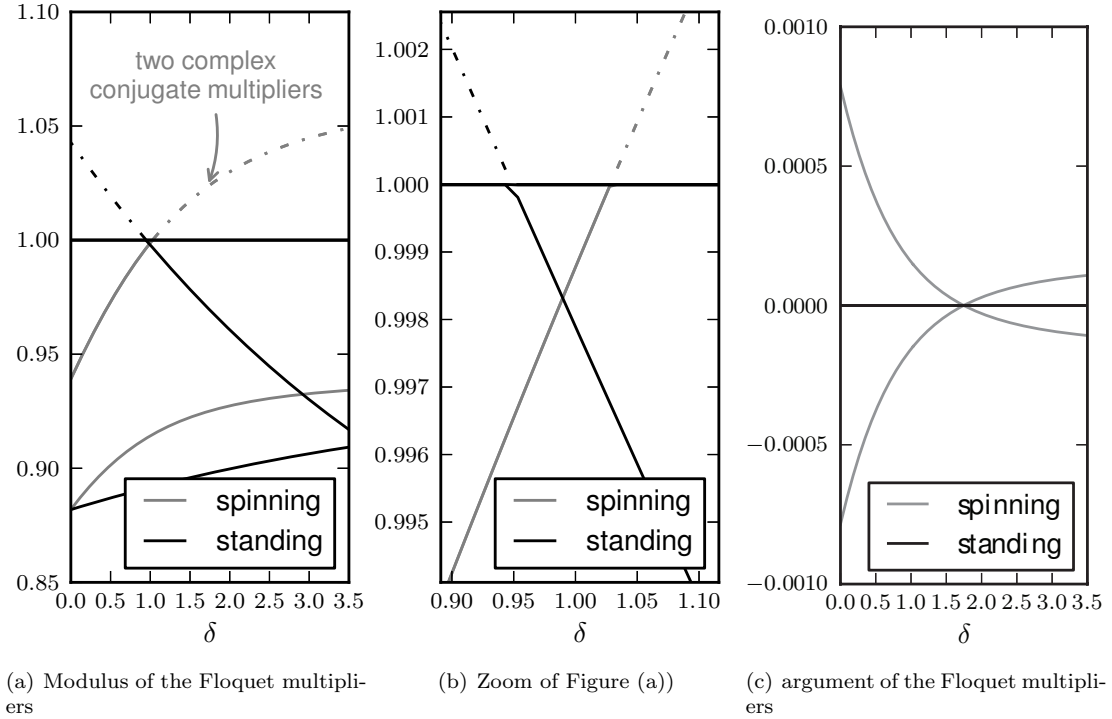 1.10
1.05
1.00
0.95
0.90
0.85
two complex
conjugate multipliers
spinning
standing
0.0 0.5 1.0 1.5 2.0 2.5 3.0 3.5
δ
(a) Modulus of the Floquet multipli-
ers
1.002
1.001
1.000
0.999
0.998
0.997
0.996
0.995
spinning
standing
0.90 0.95 1.00 1.05 1.10
δ
(b) Zoom of Figure (a))
0.0010
0.0005
0.0000
−0.0005
−0.0010
spinning
standing
0.0 0.5 1.0 1.5 2.0 2.5 3.0 3.5
δ
(c) argument of the Floquet multipli-
ers